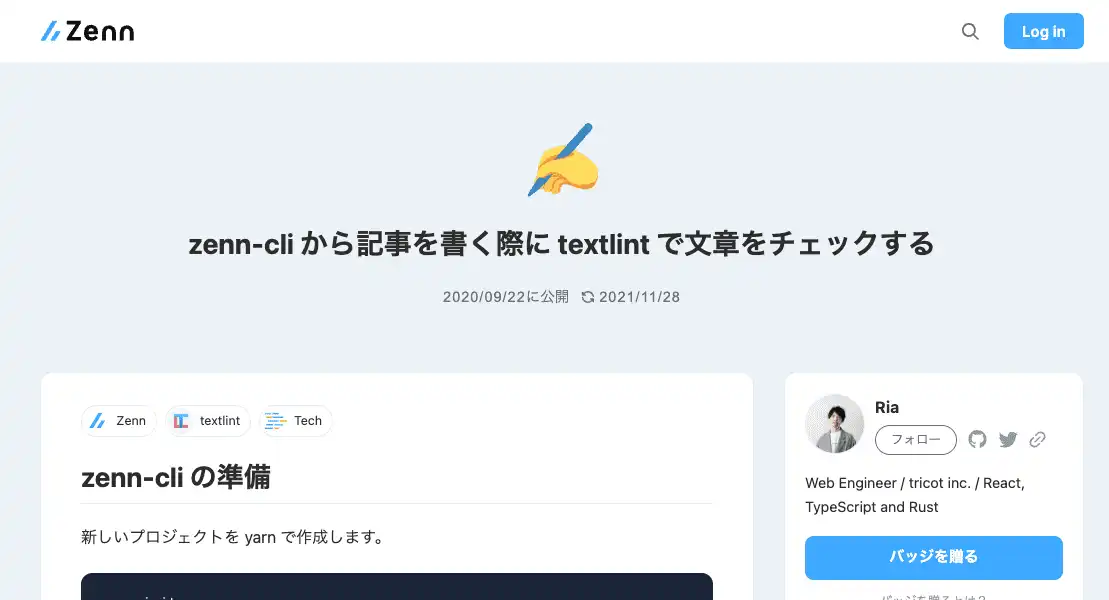 Zenn
Log in
zenn-cli から記事を書く際に textlint で文章をチェックする
2020/09/22に公開 2021/11/28
Zenn textlint Tech
zenn-cli の準備
新しいプロジェクトを yarn で作成します。
Ria
フォロー
Web Engineer / tricot inc. / React,
TypeScript and Rust
バッジを贈る